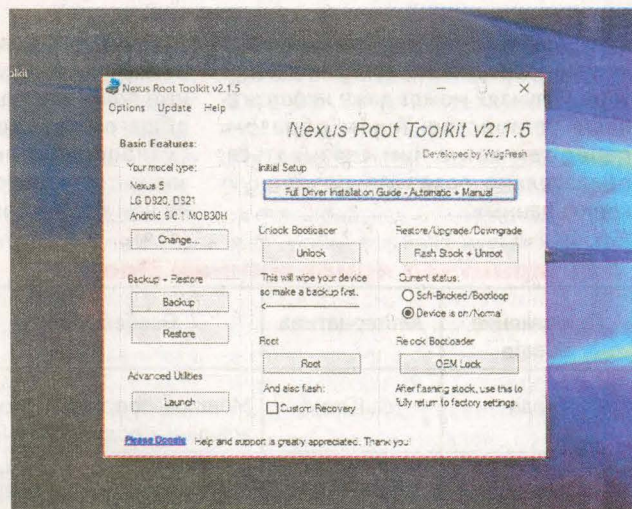 Nexus Root Toolkit v2.1.5
Options Update Help
Nexus Root Toolkit v2.1.5
Developed by WugFresh
Basic Features:
Your model type:
Nexus 5
LG D820, D821
Android 6.0.1 MOB30H
Change...
Backup + Restore
Backup
Restore
Advanced Utilities
Launch
Initial Setup
Full Driver Installation Guide - Automatic + Manual
Unlock Bootloader
Unlock
This will wipe your device
so make a backup first.
<
Root
Root
And also flash:
Custom Recovery
Restore/Upgrade/Downgrade
Flash Stock + Unroot
Current status:
Soft-Bricked/Bootloop
Device is on/Normal
Relock Bootloader
OEM Lock
After flashing stock, use this to
fully return to factory settings.
Please Donate Help and support is greatly appreciated. Thank you!